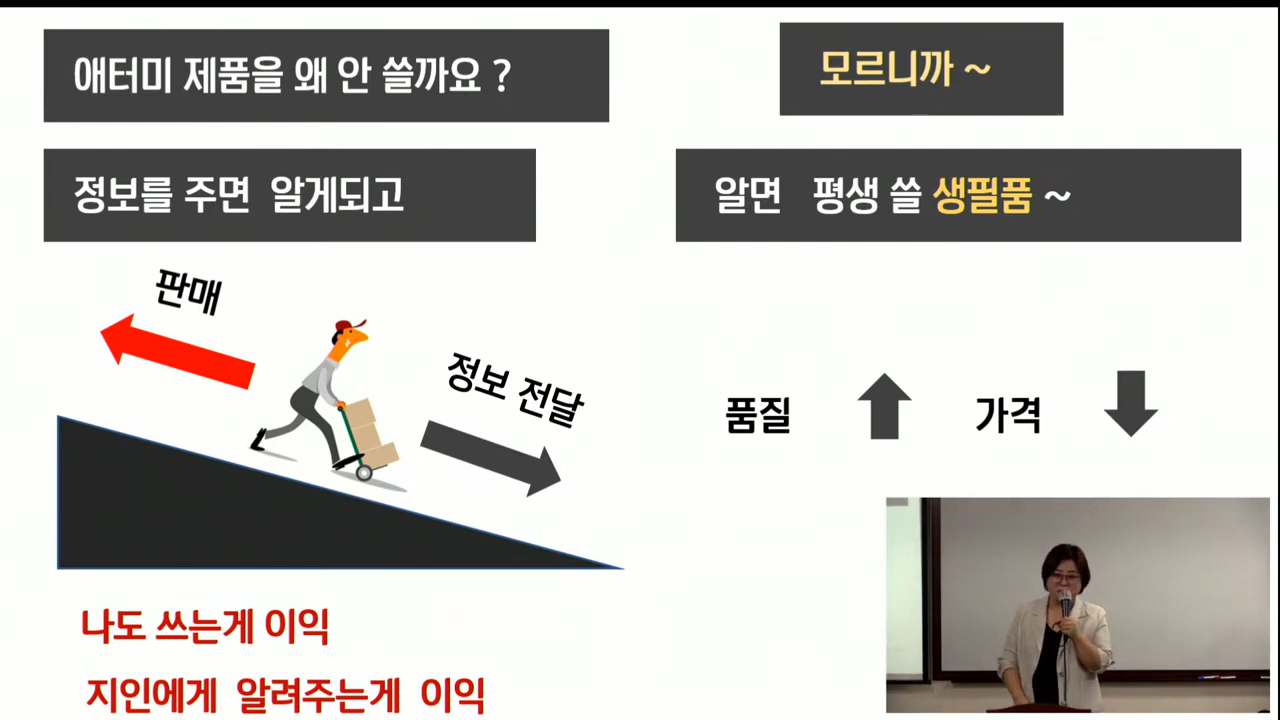 애터미 제품을 왜 안 쓸까요 ?
모르니까 ~
정보를 주면 알게되고
알면 평생 쓸 생필품 ~
판매
정보 전달
품질 가격
나도 쓰는게 이익
지인에게 알려주는게 이익